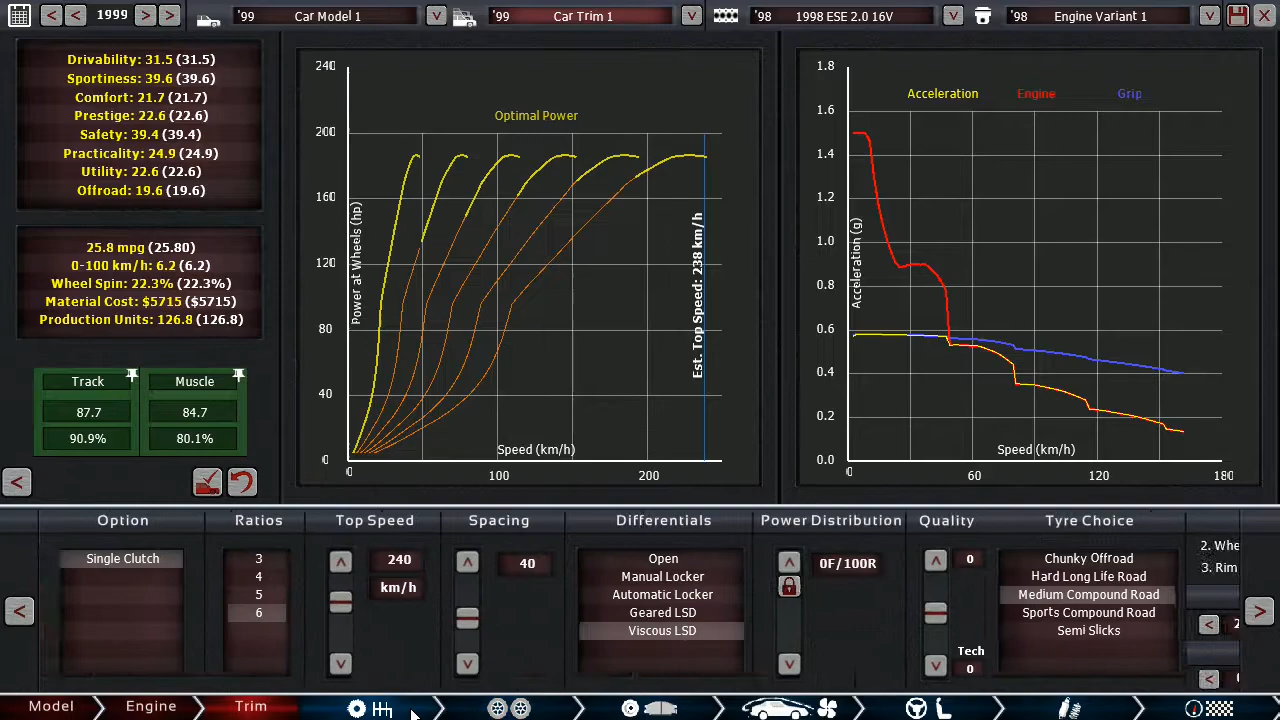 1999
'99 Car Model 1
'99 Car Trim 1
'98 1998 ESE 2.0 16V
'98 Engine Variant 1
Drivability: 31.5 (31.5)
Sportiness: 39.6 (39.6)
Comfort: 21.7 (21.7)
Prestige: 22.6 (22.6)
Safety: 39.4 (39.4)
Practicality: 24.9 (24.9)
Utility: 22.6 (22.6)
Offroad: 19.6 (19.6)
25.8 mpg (25.80)
0-100 km/h: 6.2 (6.2)
Wheel Spin: 22.3% (22.3%)
Material Cost: $5715 ($5715)
Production Units: 126.8 (126.8)
Track Muscle
87.7 84.7
90.9% 80.1%
240
200
160
120
80
40
0
Power at Wheels (hp)
Optimal Power
Est. Top Speed: 238 km/h
Speed (km/h)
0 100 200
1.8
1.6
1.4
1.2
1.0
0.8
0.6
0.4
0.2
0.0
Acceleration (g)
Acceleration Engine Grip
Speed (km/h)
0 60 120 180
Option
Single Clutch
Ratios
3
4
5
6
Top Speed
240
km/h
Spacing
40
Differentials
Open
Manual Locker
Automatic Locker
Geared LSD
Viscous LSD
Power Distribution
0F/100R
Quality
0
Tech
0
Tyre Choice
Chunky Offroad
Hard Long Life Road
Medium Compound Road
Sports Compound Road
Semi Slicks
2. Whe
3. Rim
Model Engine Trim